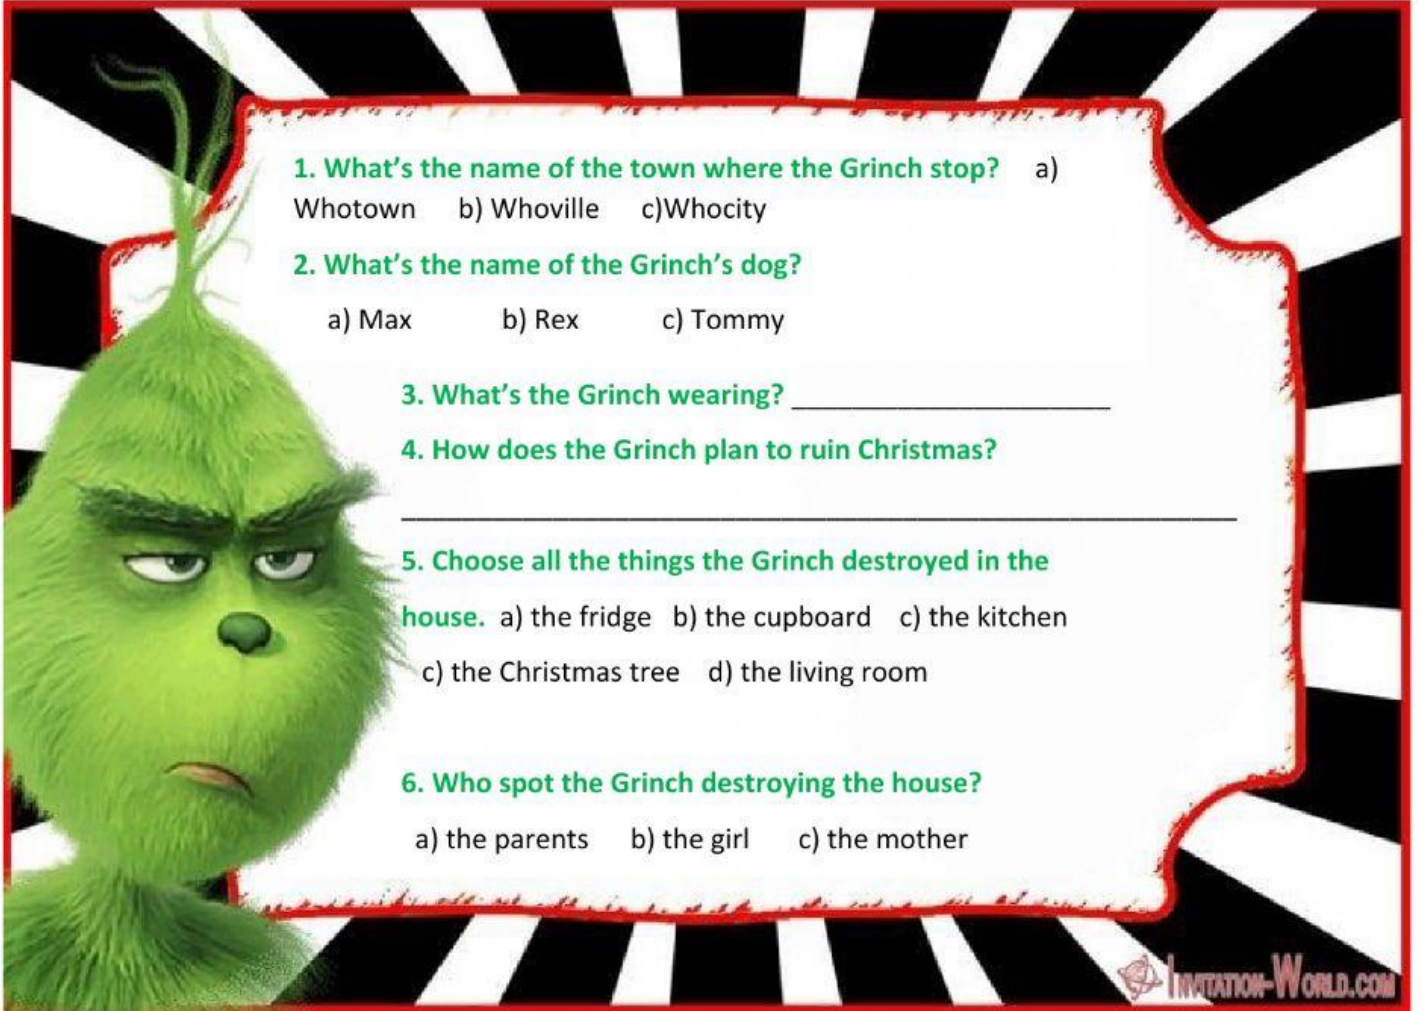 1. What’s the name of the town where the Grinch stop? a)
Whotown b) Whoville c)Whocity
2. What’s the name of the Grinch’s dog?
a) Max b) Rex c) Tommy
3. What’s the Grinch wearing? _____________________
4. How does the Grinch plan to ruin Christmas?
_______________________________________________________
5. Choose all the things the Grinch destroyed in the
house. a) the fridge b) the cupboard c) the kitchen
c) the Christmas tree d) the living room
6. Who spot the Grinch destroying the house?
a) the parents b) the girl c) the mother
INVITATION-WORLD.COM